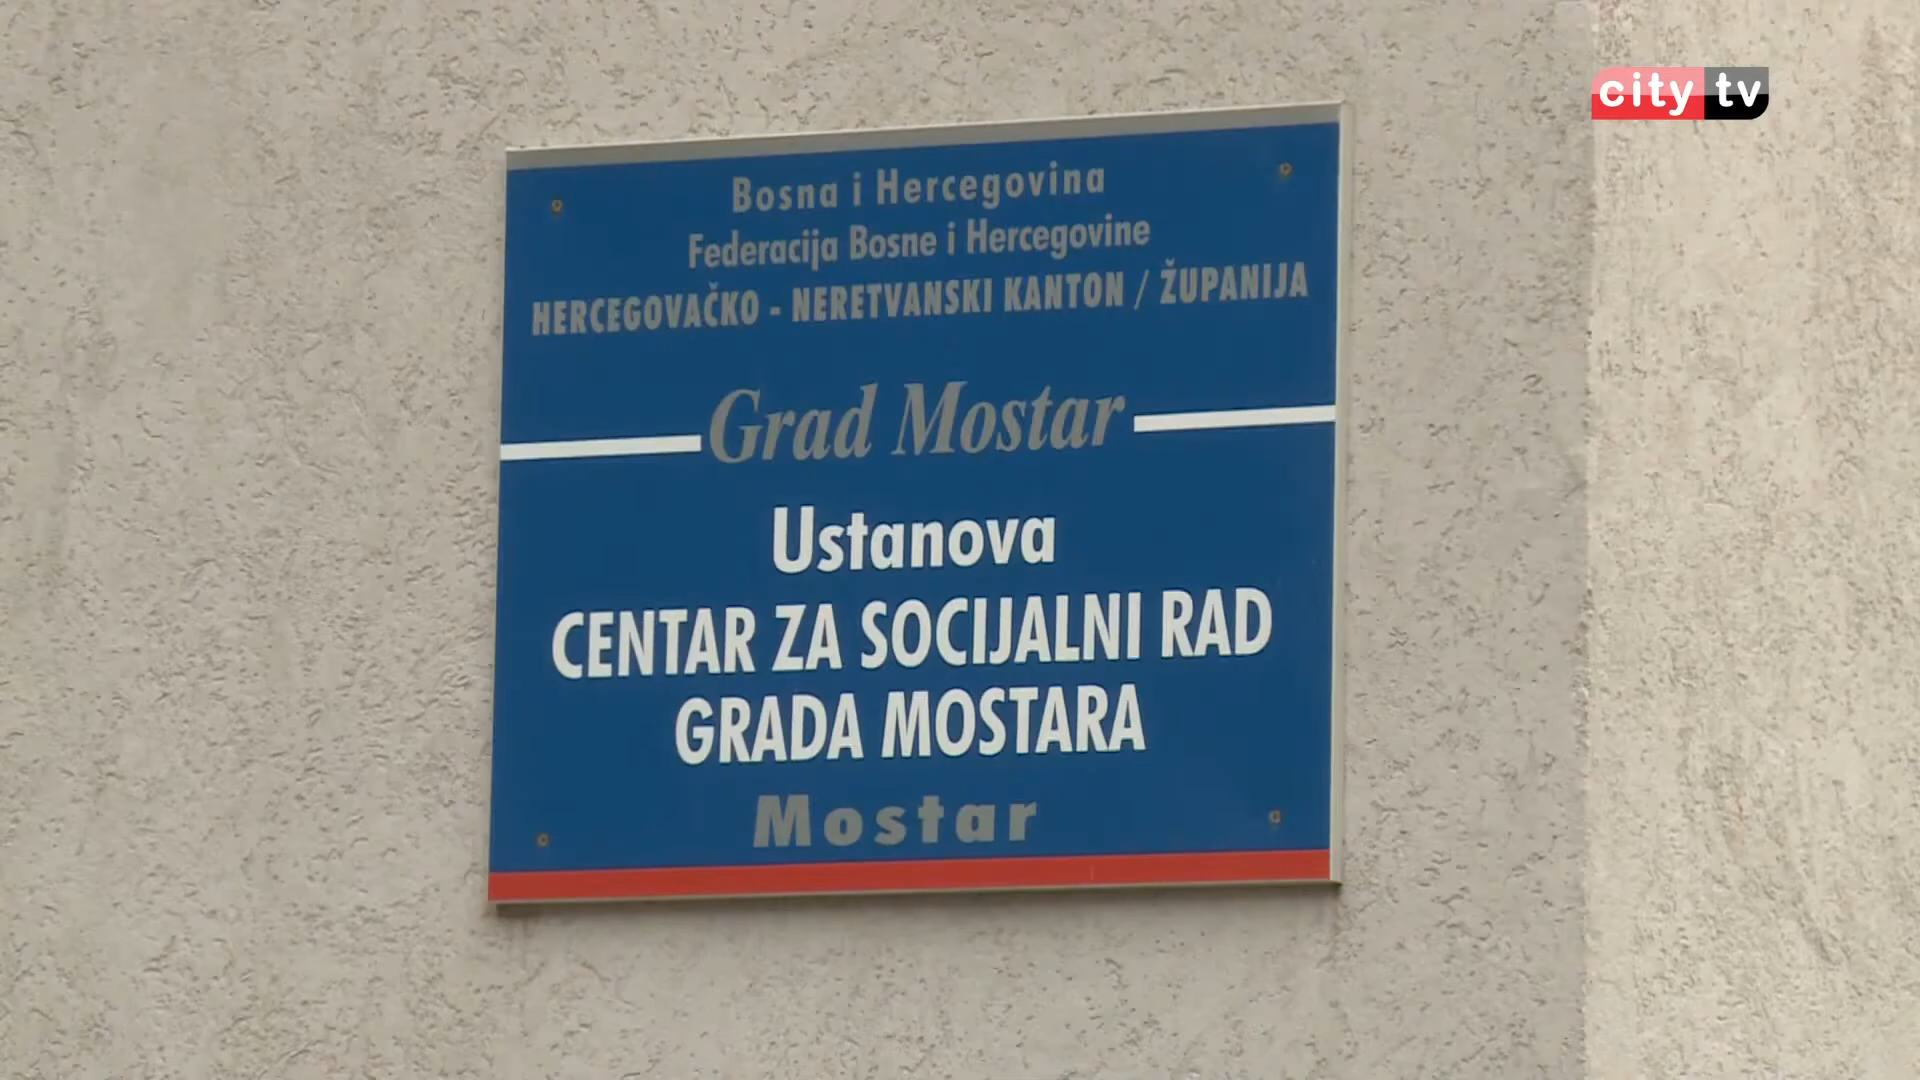 city tv
Bosna i Hercegovina
Federacija Bosne i Hercegovine
HERCEGOVAČKO - NERETVANSKI KANTON / ŽUPANIJA
Grad Mostar
Ustanova
CENTAR ZA SOCIJALNI RAD
GRADA MOSTARA
Mostar